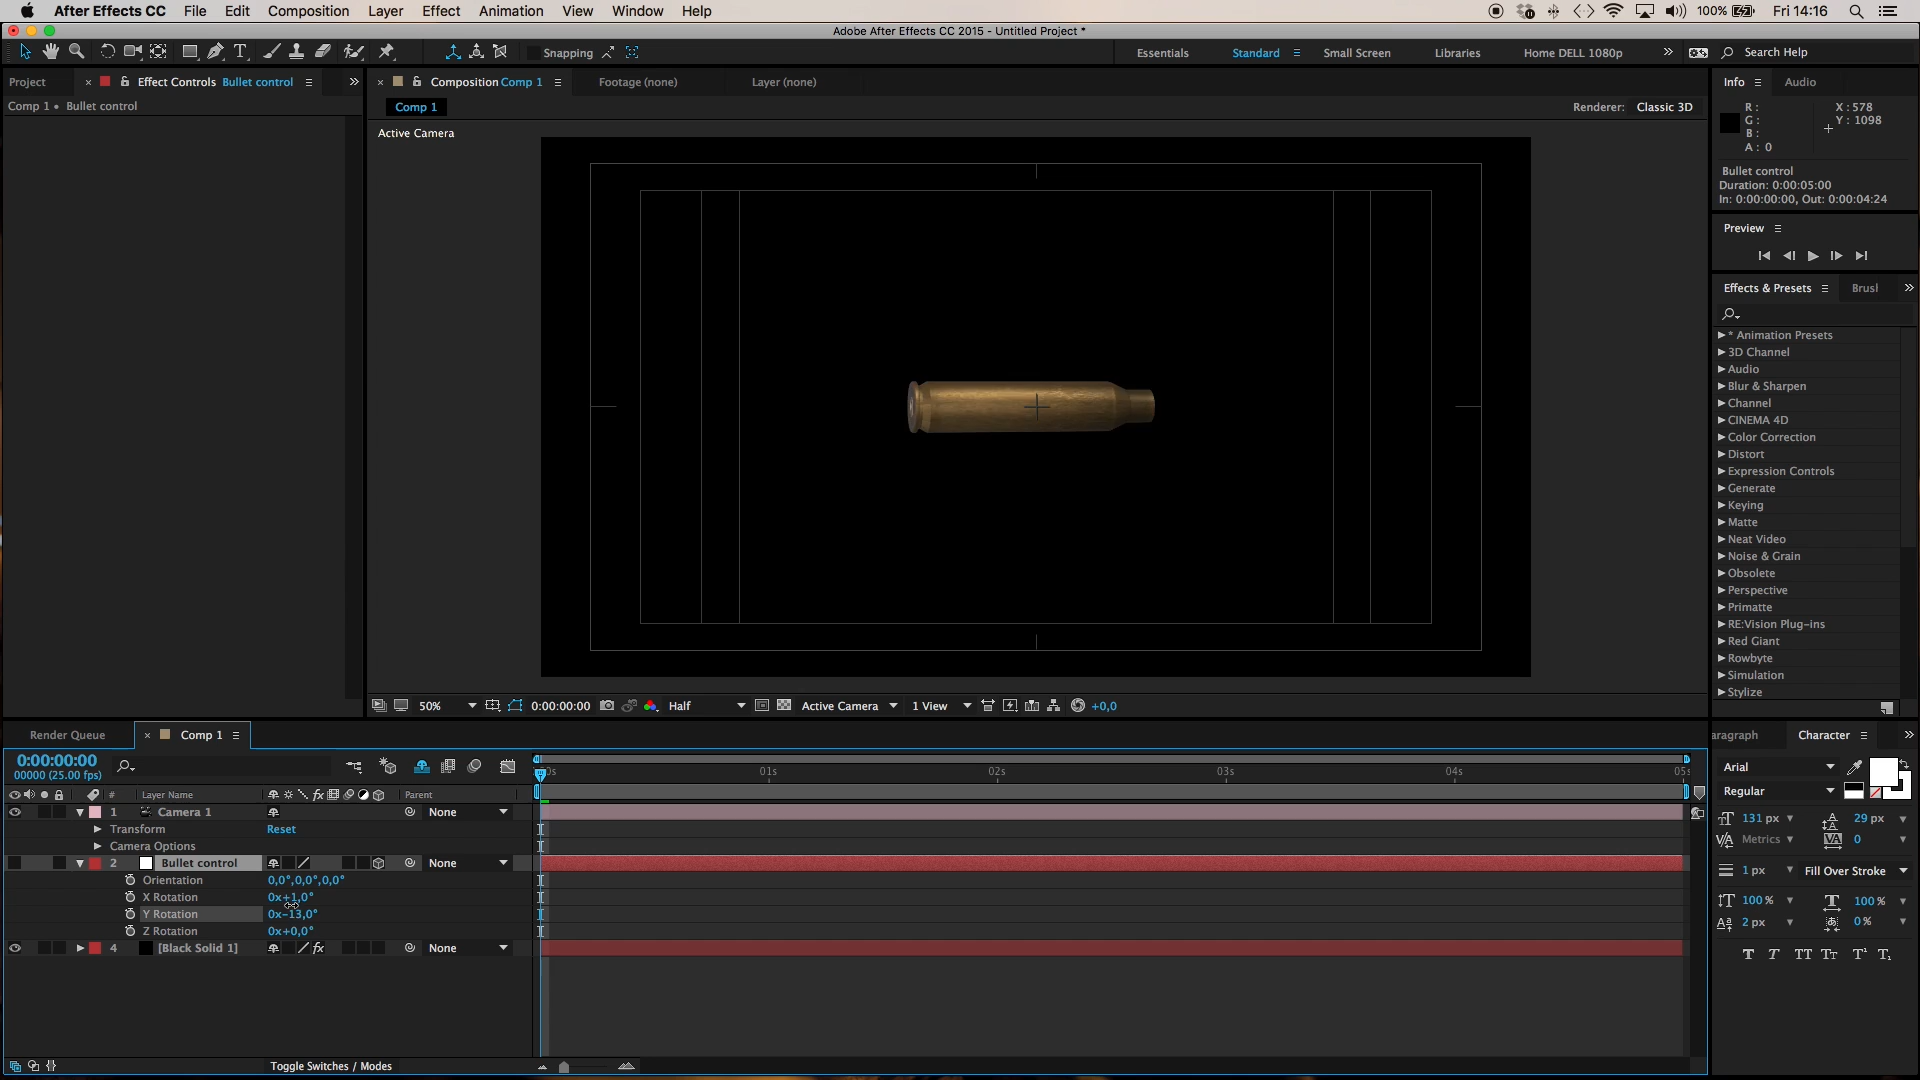 After Effects CC File Edit Composition Layer Effect Animation View Window Help 100% Fri 14:16
Adobe After Effects CC 2015 - Untitled Project *
T Snapping Essentials Standard Small Screen Libraries Home DELL 1080p » Search Help
Project × Effect Controls Bullet control » × Composition Comp 1 Footage (none) Layer (none) Info Audio
Comp 1 • Bullet control Comp 1 Renderer: Classic 3D
Active Camera
R: X : 578
G: Y : 1098
B:
A: 0
Bullet control
Duration: 0:00:05:00
In: 0:00:00:00, Out: 0:00:04:24
Preview
Effects & Presets Brusl »
* Animation Presets
3D Channel
Audio
Blur & Sharpen
Channel
CINEMA 4D
Color Correction
Distort
Expression Controls
Generate
Keying
Matte
Neat Video
Noise & Grain
Obsolete
Perspective
Primatte
RE:Vision Plug-ins
Red Giant
Rowbyte
Simulation
Stylize
50% 0:00:00:00 Half Active Camera 1 View +0,0
Render Queue × Comp 1 aragraph Character »
0:00:00:00
00000 (25.00 fps)
0s 01s 02s 03s 04s 05s
# Layer Name fx Parent
1 Camera 1 None
Transform Reset
Camera Options
2 Bullet control None
Orientation 0,0°,0,0°,0,0°
X Rotation 0x+1,0°
Y Rotation 0x-13,0°
Z Rotation 0x+0,0°
4 [Black Solid 1] fx None
Toggle Switches / Modes
Arial
Regular
131 px 29 px
Metrics 0
1 px Fill Over Stroke
100 % 100 %
2 px 0 %
T T TT Tt T¹ T₁